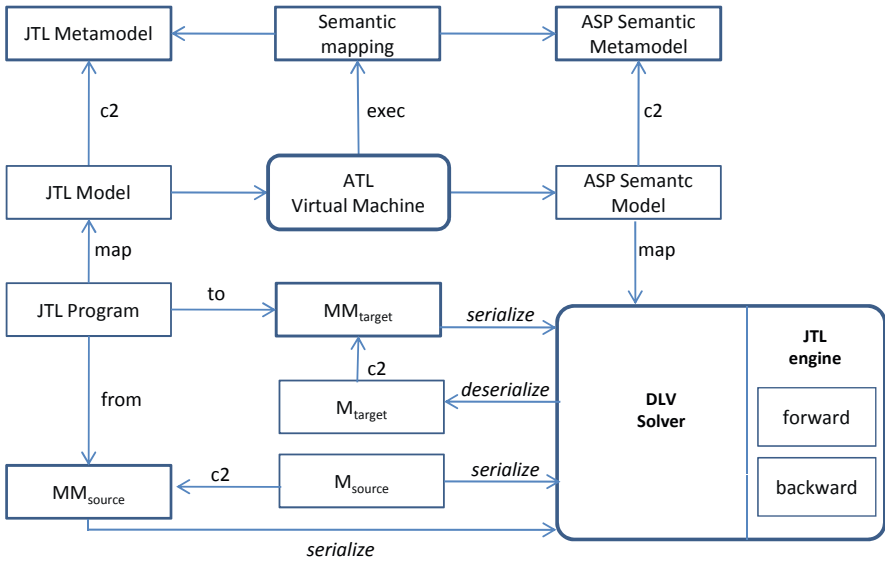 JTL Metamodel
Semantic
mapping
ASP Semantic
Metamodel
c2
exec
c2
JTL Model
ATL
Virtual Machine
ASP Semantc
Model
map
map
JTL Program
to
MMtarget
serialize
JTL
engine
c2
from
Mtarget
deserialize
DLV
Solver
forward
MMsource
c2
Msource
serialize
backward
serialize